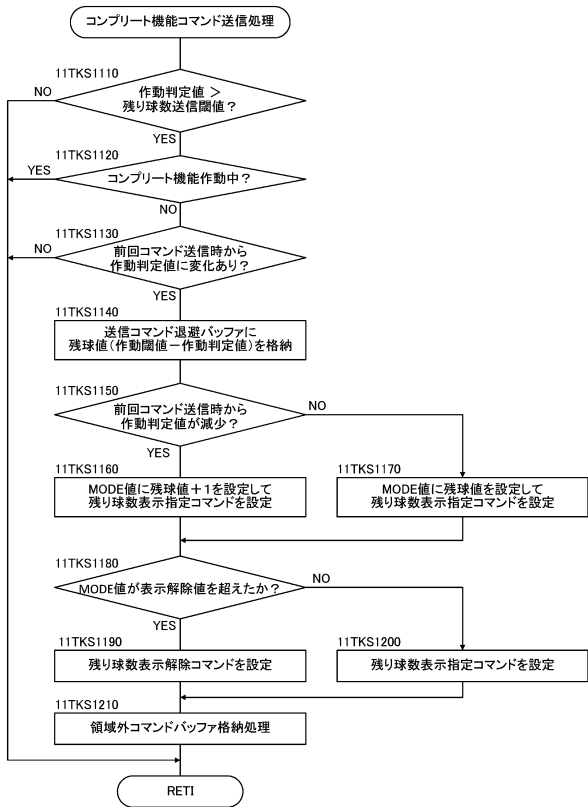 コンプリート機能コマンド送信処理
11TKS1110
NO
作動判定値 ＞
残り球数送信閾値？
YES
11TKS1120
YES
コンプリート機能作動中？
NO
11TKS1130
NO
前回コマンド送信時から
作動判定値に変化あり？
YES
11TKS1140
送信コマンド退避バッファに
残球値（作動閾値－作動判定値）を格納
11TKS1150
前回コマンド送信時から
作動判定値が減少？
NO
YES
11TKS1160
MODE値に残球値＋1を設定して
残り球数表示指定コマンドを設定
11TKS1170
MODE値に残球値を設定して
残り球数表示指定コマンドを設定
11TKS1180
MODE値が表示解除値を超えたか？
NO
YES
11TKS1190
残り球数表示解除コマンドを設定
11TKS1200
残り球数表示指定コマンドを設定
11TKS1210
領域外コマンドバッファ格納処理
RETI